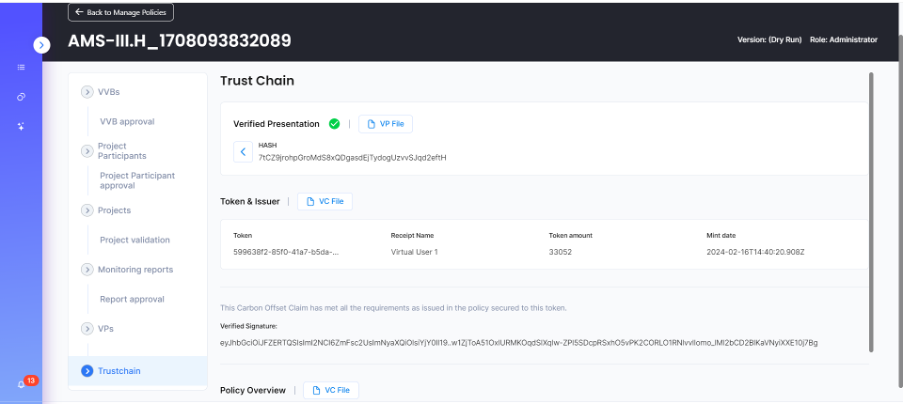 ← Back to Manage Policies
AMS-III.H_1708093832089
Version: (Dry Run) Role: Administrator
VVBs
VVB approval
Project
Participants
Project Participant
approval
Projects
Project validation
Monitoring reports
Report approval
VPs
Trustchain
13
Trust Chain
Verified Presentation
VP File
HASH
7tCZ9jrohpGroMdS8xQDgasdEjTydogUzvvSJqd2eftH
Token & Issuer
VC File
Token Receipt Name Token amount Mint date
599638f2-85f0-41a7-b5da-... Virtual User 1 33052 2024-02-16T14:40:20.908Z
This Carbon Offset Claim has met all the requirements as issued in the policy secured to this token.
Verified Signature:
Policy Overview
VC File